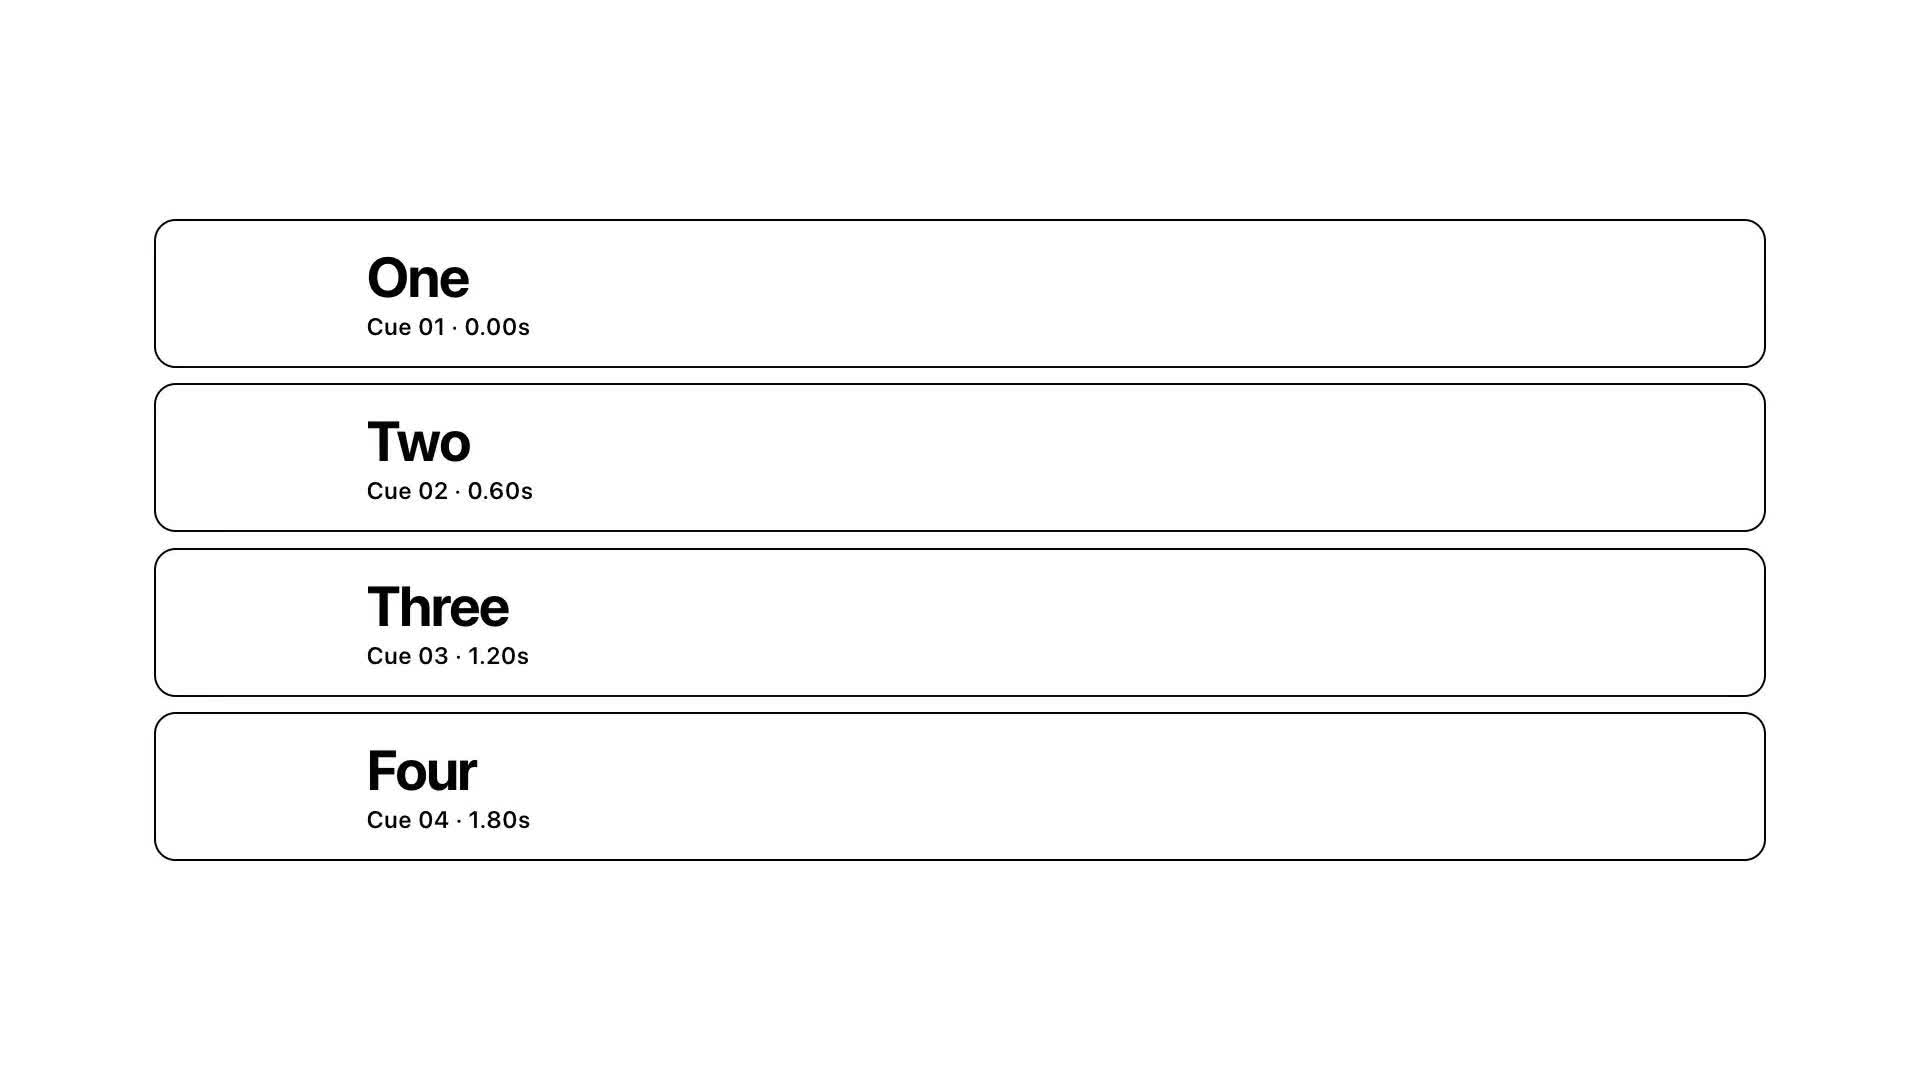 One
Cue 01 · 0.00s
Two
Cue 02 · 0.60s
Three
Cue 03 · 1.20s
Four
Cue 04 · 1.80s